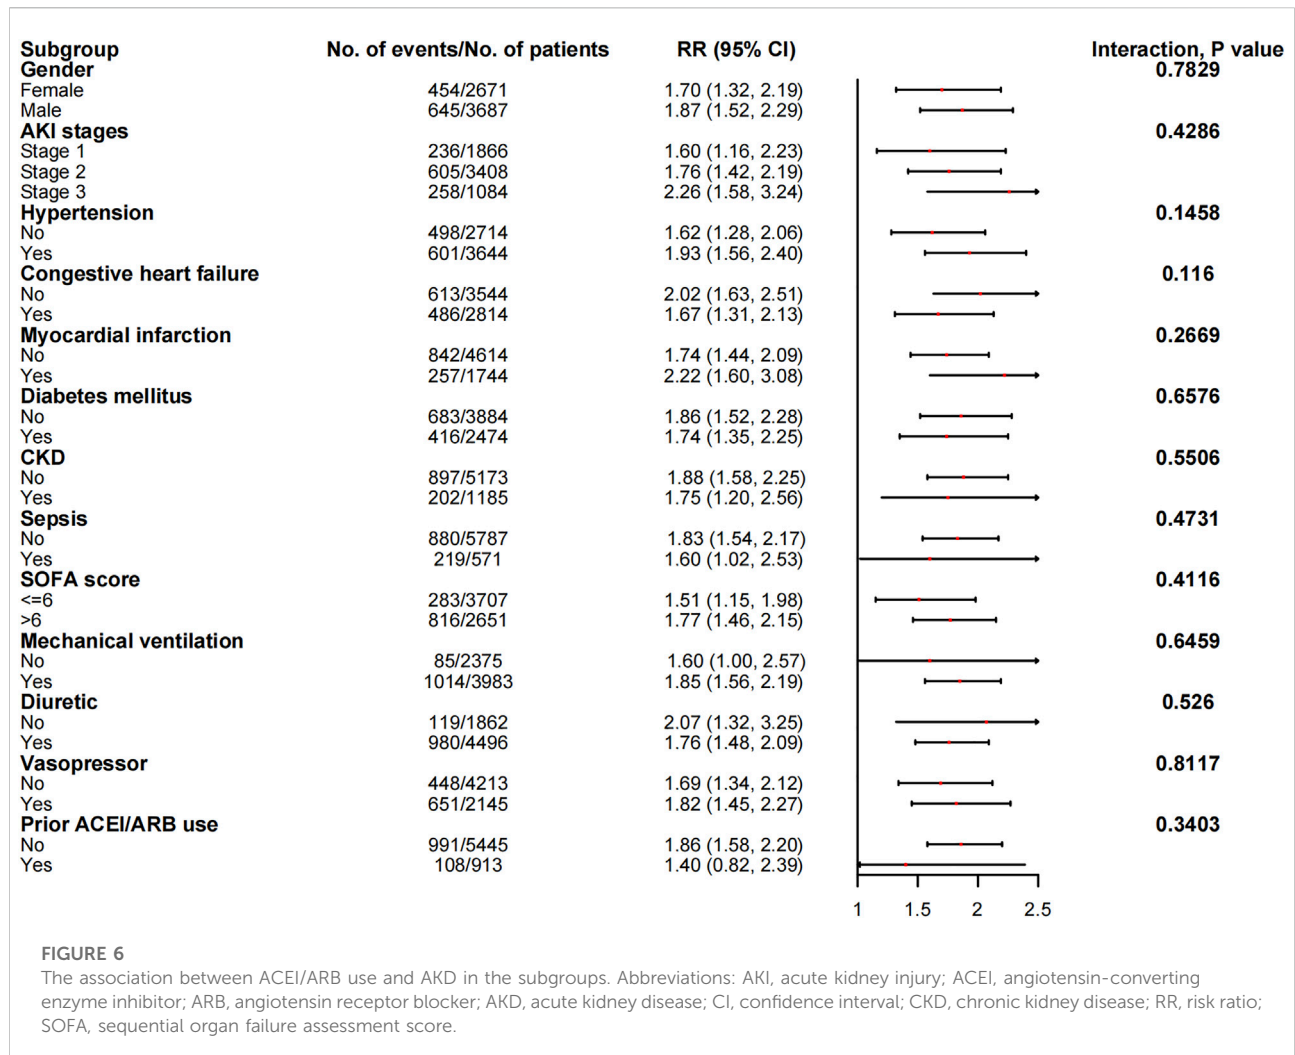 Subgroup No. of events/No. of patients RR (95% CI) Interaction, P value
Gender 0.7829
Female 454/2671 1.70 (1.32, 2.19)
Male 645/3687 1.87 (1.52, 2.29)
AKI stages 0.4286
Stage 1 236/1866 1.60 (1.16, 2.23)
Stage 2 605/3408 1.76 (1.42, 2.19)
Stage 3 258/1084 2.26 (1.58, 3.24)
Hypertension 0.1458
No 498/2714 1.62 (1.28, 2.06)
Yes 601/3644 1.93 (1.56, 2.40)
Congestive heart failure 0.116
No 613/3544 2.02 (1.63, 2.51)
Yes 486/2814 1.67 (1.31, 2.13)
Myocardial infarction 0.2669
No 842/4614 1.74 (1.44, 2.09)
Yes 257/1744 2.22 (1.60, 3.08)
Diabetes mellitus 0.6576
No 683/3884 1.86 (1.52, 2.28)
Yes 416/2474 1.74 (1.35, 2.25)
CKD 0.5506
No 897/5173 1.88 (1.58, 2.25)
Yes 202/1185 1.75 (1.20, 2.56)
Sepsis 0.4731
No 880/5787 1.83 (1.54, 2.17)
Yes 219/571 1.60 (1.02, 2.53)
SOFA score 0.4116
<=6 283/3707 1.51 (1.15, 1.98)
>6 816/2651 1.77 (1.46, 2.15)
Mechanical ventilation 0.6459
No 85/2375 1.60 (1.00, 2.57)
Yes 1014/3983 1.85 (1.56, 2.19)
Diuretic 0.526
No 119/1862 2.07 (1.32, 3.25)
Yes 980/4496 1.76 (1.48, 2.09)
Vasopressor 0.8117
No 448/4213 1.69 (1.34, 2.12)
Yes 651/2145 1.82 (1.45, 2.27)
Prior ACEI/ARB use 0.3403
No 991/5445 1.86 (1.58, 2.20)
Yes 108/913 1.40 (0.82, 2.39)
1 1.5 2 2.5
FIGURE 6
The association between ACEI/ARB use and AKD in the subgroups. Abbreviations: AKI, acute kidney injury; ACEI, angiotensin-converting
enzyme inhibitor; ARB, angiotensin receptor blocker; AKD, acute kidney disease; CI, confidence interval; CKD, chronic kidney disease; RR, risk ratio;
SOFA, sequential organ failure assessment score.